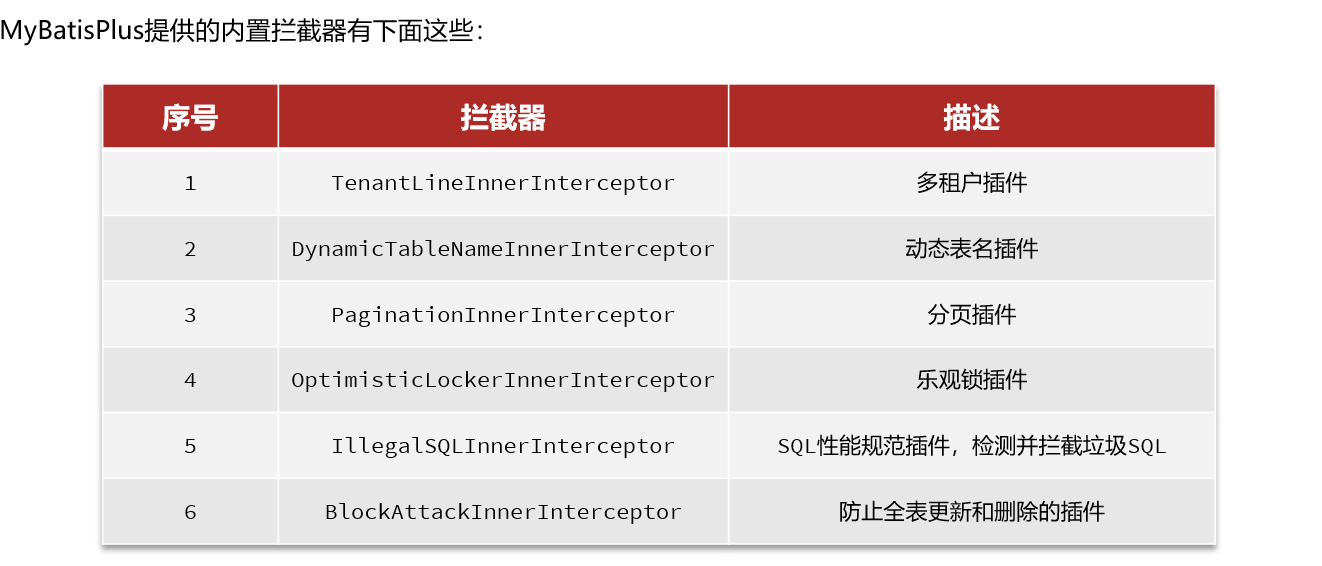 MyBatisPlus提供的内置拦截器有下面这些：
序号 拦截器 描述
1 TenantLineInnerInterceptor 多租户插件
2 DynamicTableNameInnerInterceptor 动态表名插件
3 PaginationInnerInterceptor 分页插件
4 OptimisticLockerInnerInterceptor 乐观锁插件
5 IllegalSQLInnerInterceptor SQL性能规范插件，检测并拦截垃圾SQL
6 BlockAttackInnerInterceptor 防止全表更新和删除的插件